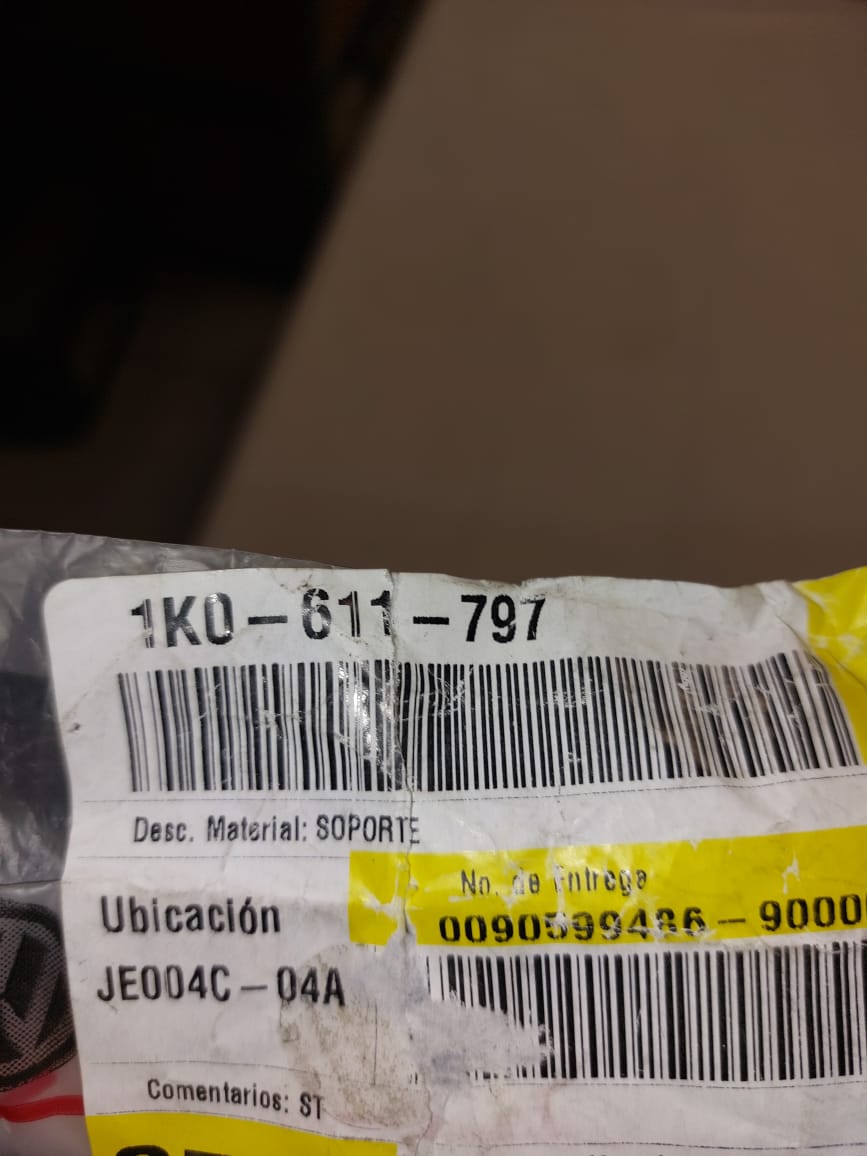 1K0-611-797
Desc. Material: SOPORTE
No. de Entrega
Ubicación
0090599486-9000
JE004C-04A
Comentarios: ST